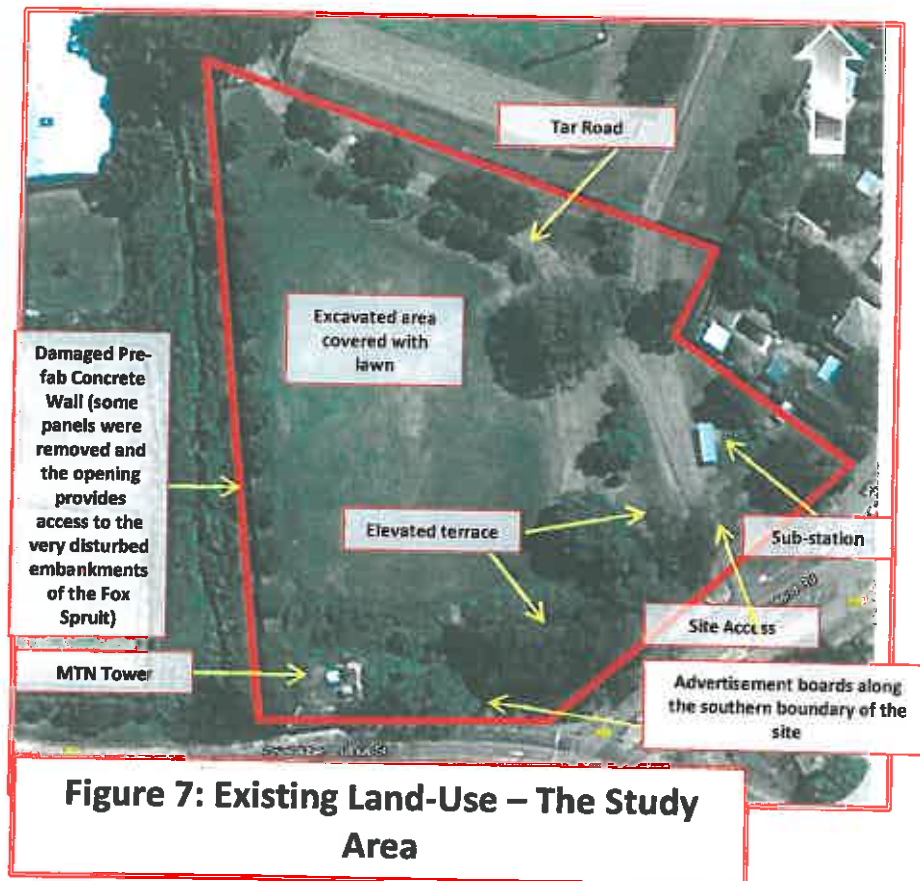 Tar Road
Excavated area
covered with
lawn
Damaged Pre-
fab Concrete
Wall (some
panels were
removed and
the opening
provides
access to the
very disturbed
embankments
of the Fox
Spruit)
Elevated terrace
Sub-station
Site Access
MTN Tower
Advertisement boards along
the southern boundary of the
site
Figure 7: Existing Land-Use – The Study
Area